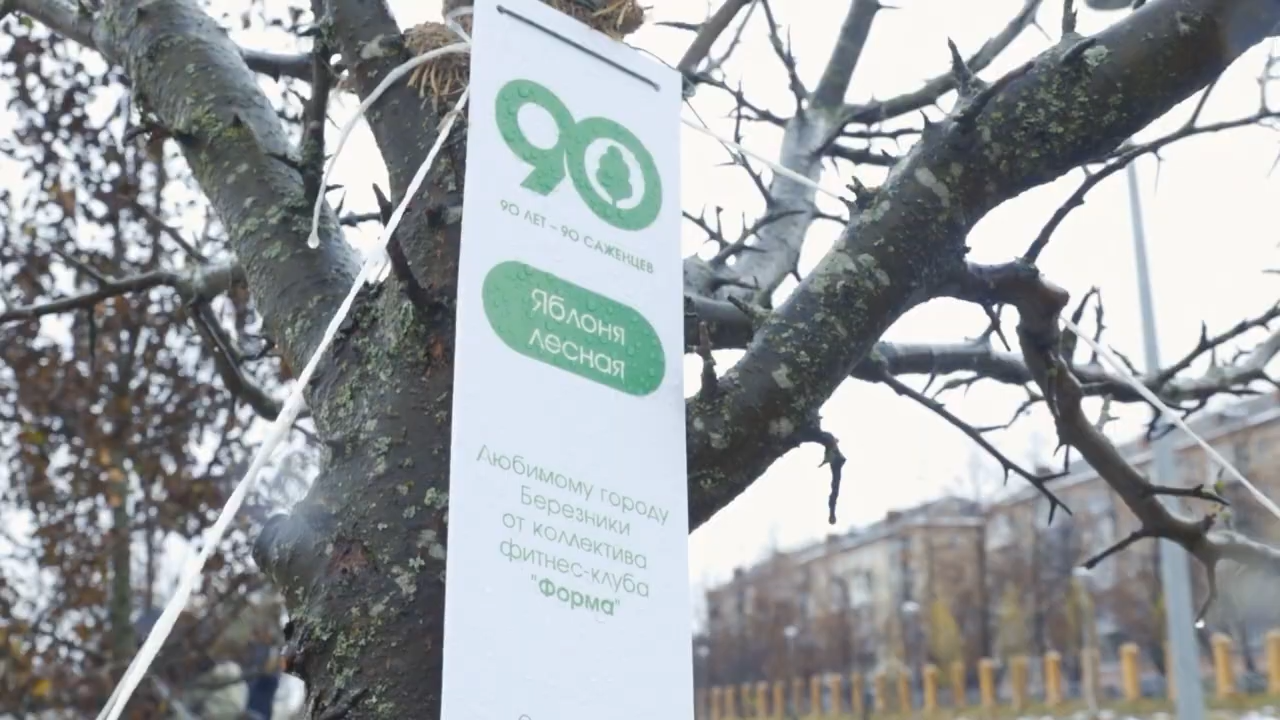 90
90 ЛЕТ – 90 САЖЕНЦЕВ
Яблоня
лесная
Любимому городу
Березники
от коллектива
фитнес-клуба
"Форма"